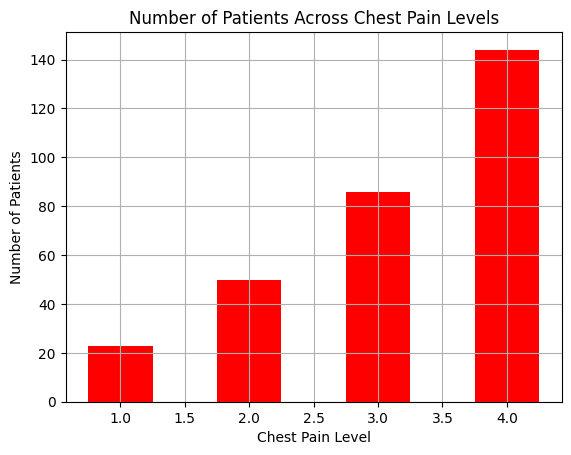 Number of Patients Across Chest Pain Levels
Number of Patients
140
120
100
80
60
40
20
0
1.0 1.5 2.0 2.5 3.0 3.5 4.0
Chest Pain Level